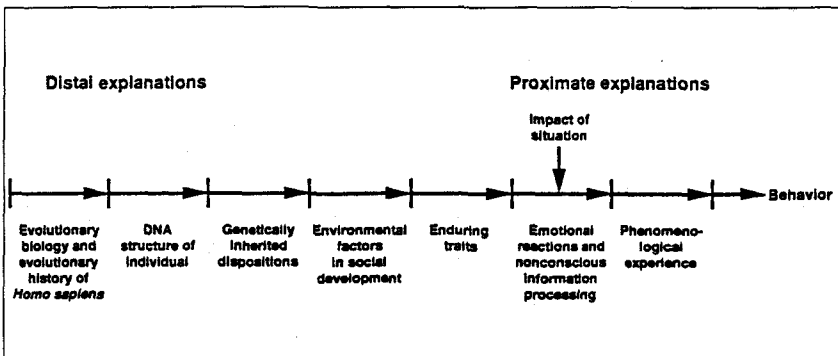 Distal explanations
Proximate explanations
Impact of
situation
Behavior
Evolutionary
biology and
evolutionary
history of
Homo sapiens
DNA
structure of
individual
Genetically
inherited
dispositions
Environmental
factors
in social
development
Enduring
traits
Emotional
reactions and
nonconscious
information
processing
Phenomeno-
logical
experience